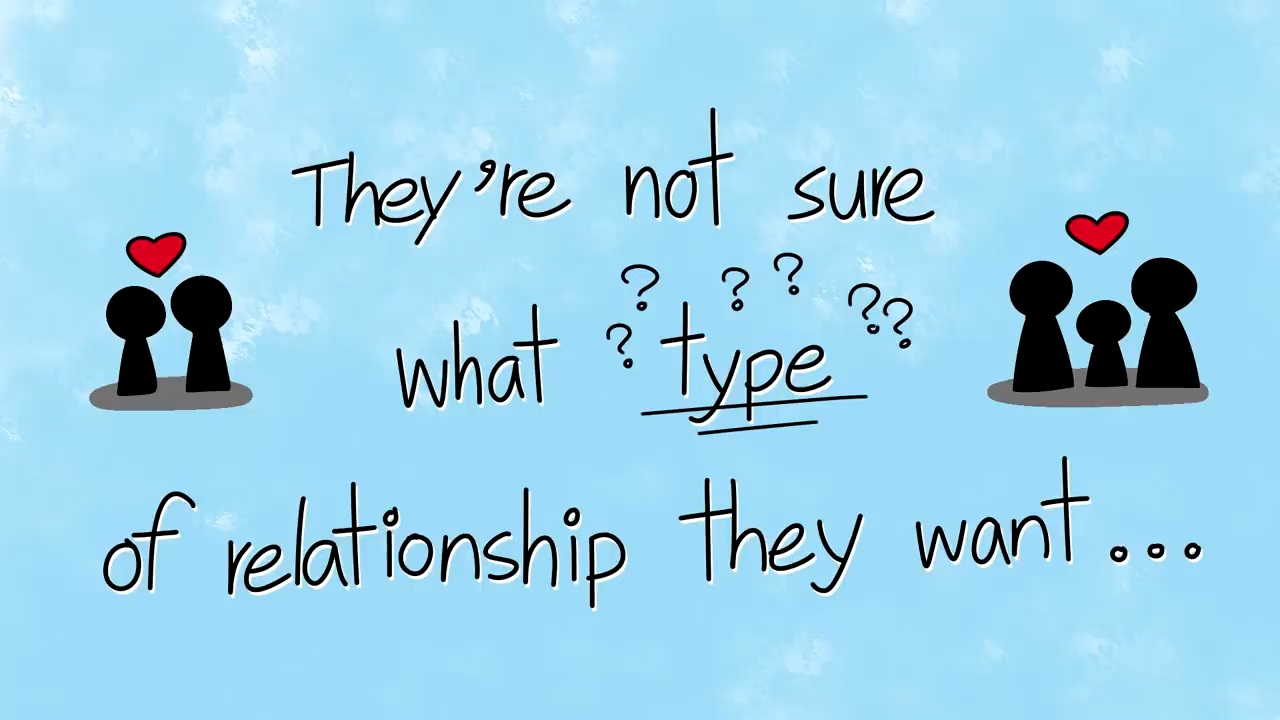 They're not sure
? ? ? ? ? ?
what type
of relationship they want...